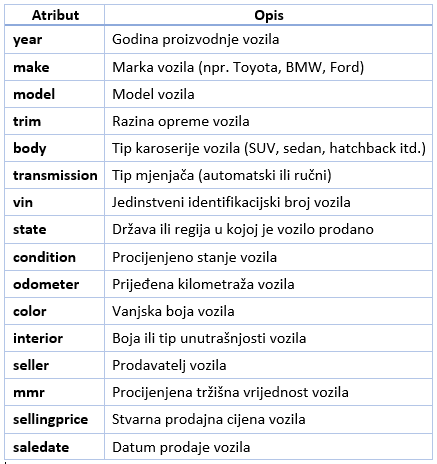 Atribut Opis
year Godina proizvodnje vozila
make Marka vozila (npr. Toyota, BMW, Ford)
model Model vozila
trim Razina opreme vozila
body Tip karoserije vozila (SUV, sedan, hatchback itd.)
transmission Tip mjenjača (automatski ili ručni)
vin Jedinstveni identifikacijski broj vozila
state Država ili regija u kojoj je vozilo prodano
condition Procijenjeno stanje vozila
odometer Prijeđena kilometraža vozila
color Vanjska boja vozila
interior Boja ili tip unutrašnjosti vozila
seller Prodavatelj vozila
mmr Procijenjena tržišna vrijednost vozila
sellingprice Stvarna prodajna cijena vozila
saledate Datum prodaje vozila